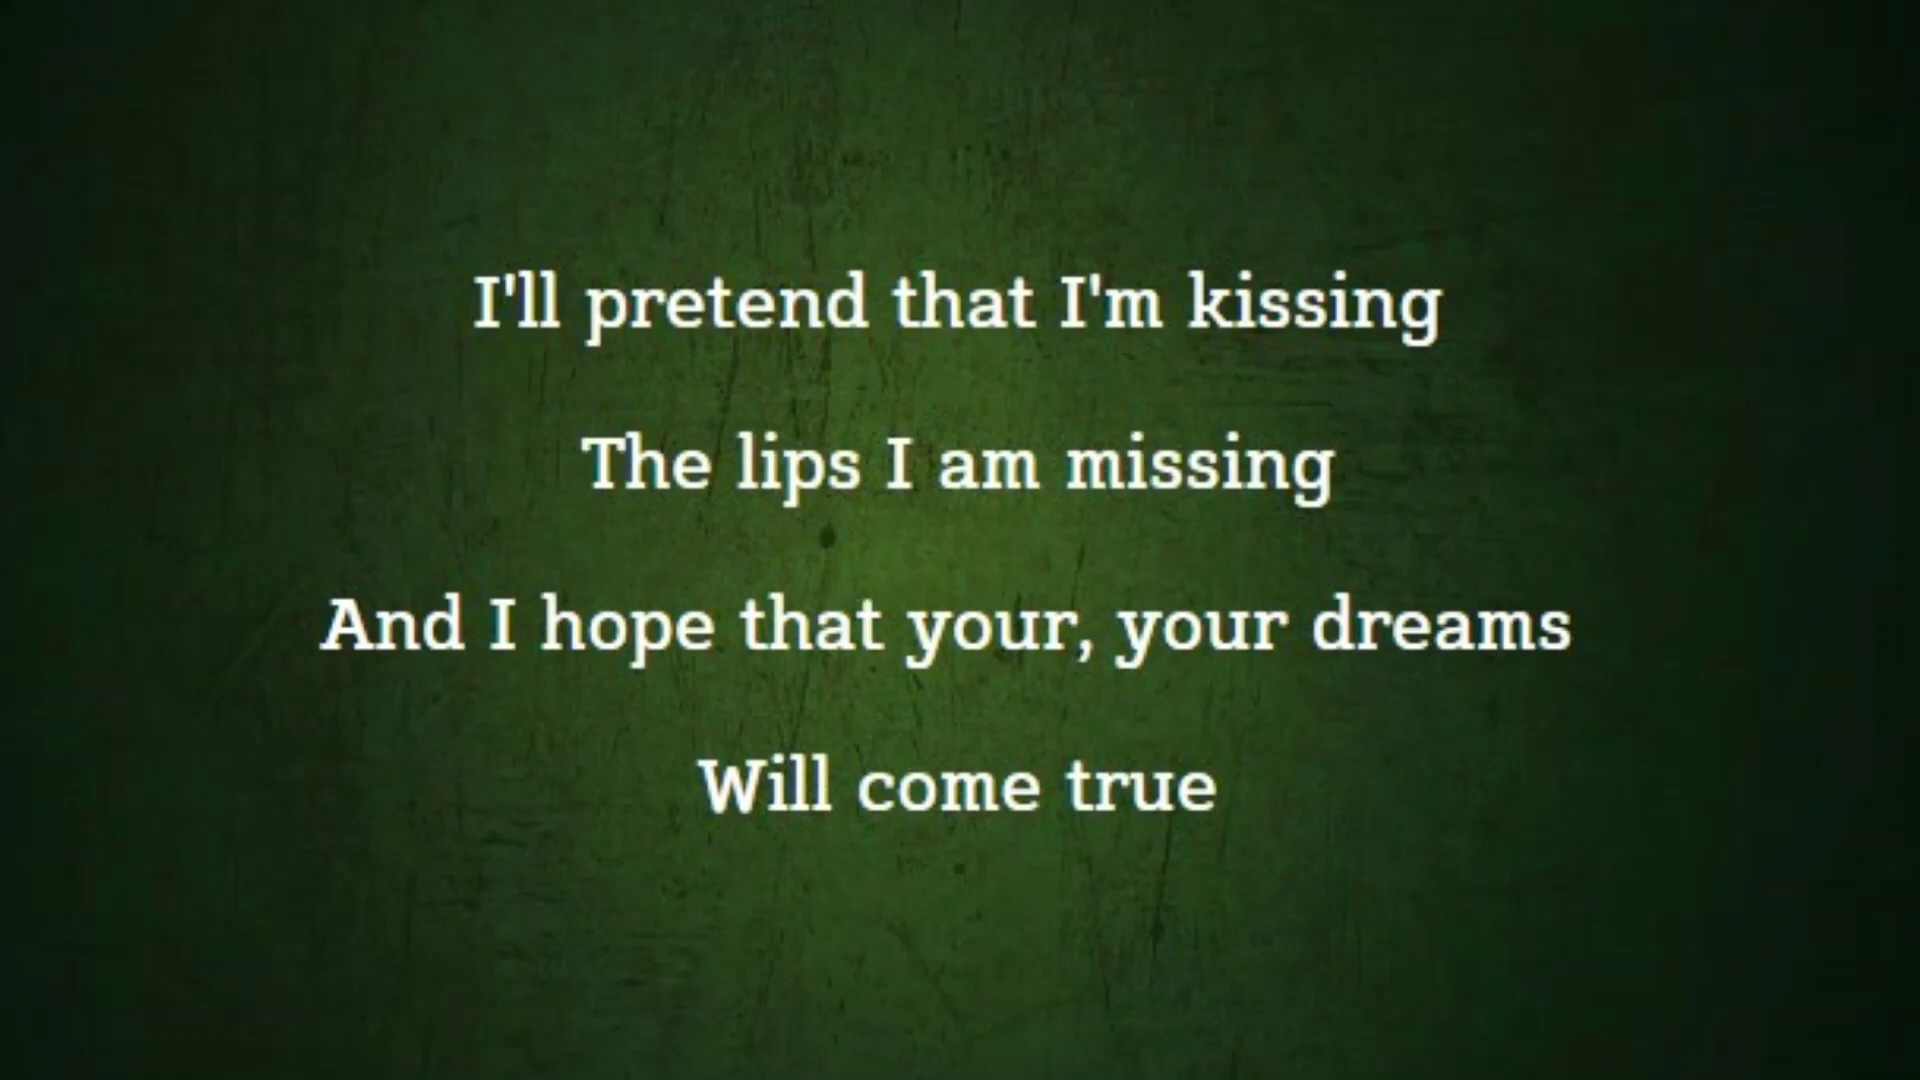 I'll pretend that I'm kissing
The lips I am missing
And I hope that your, your dreams
Will come true